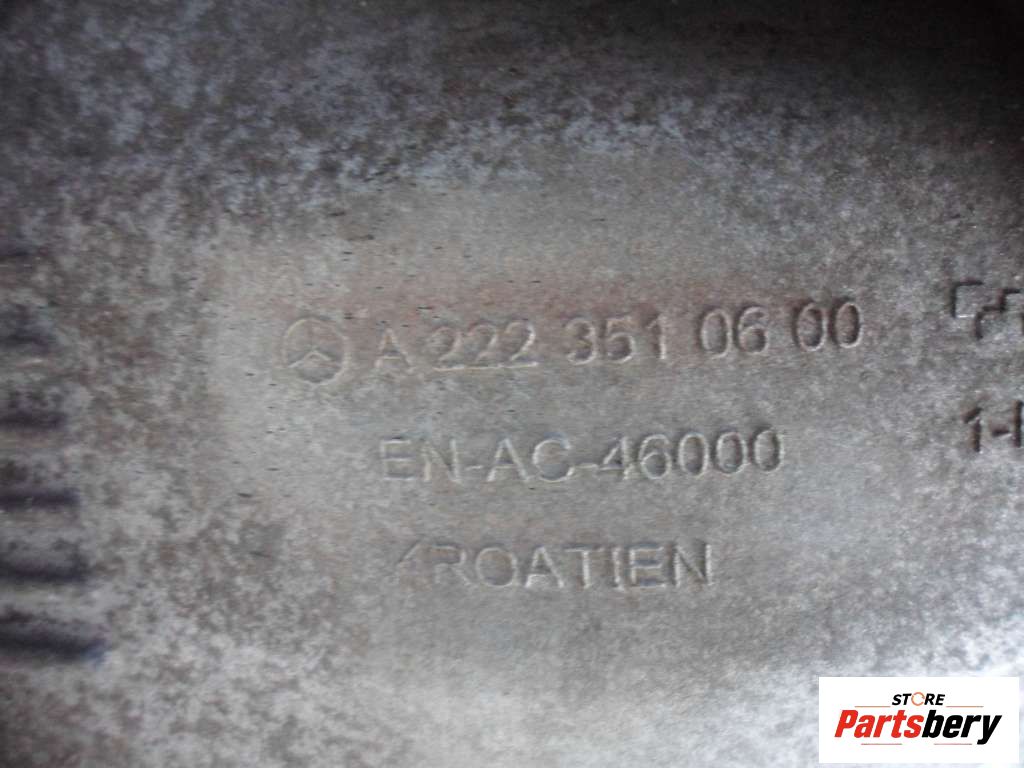 A 222 351 06 00
EN-AC-46000
KROATIEN
STORE
Partsbery